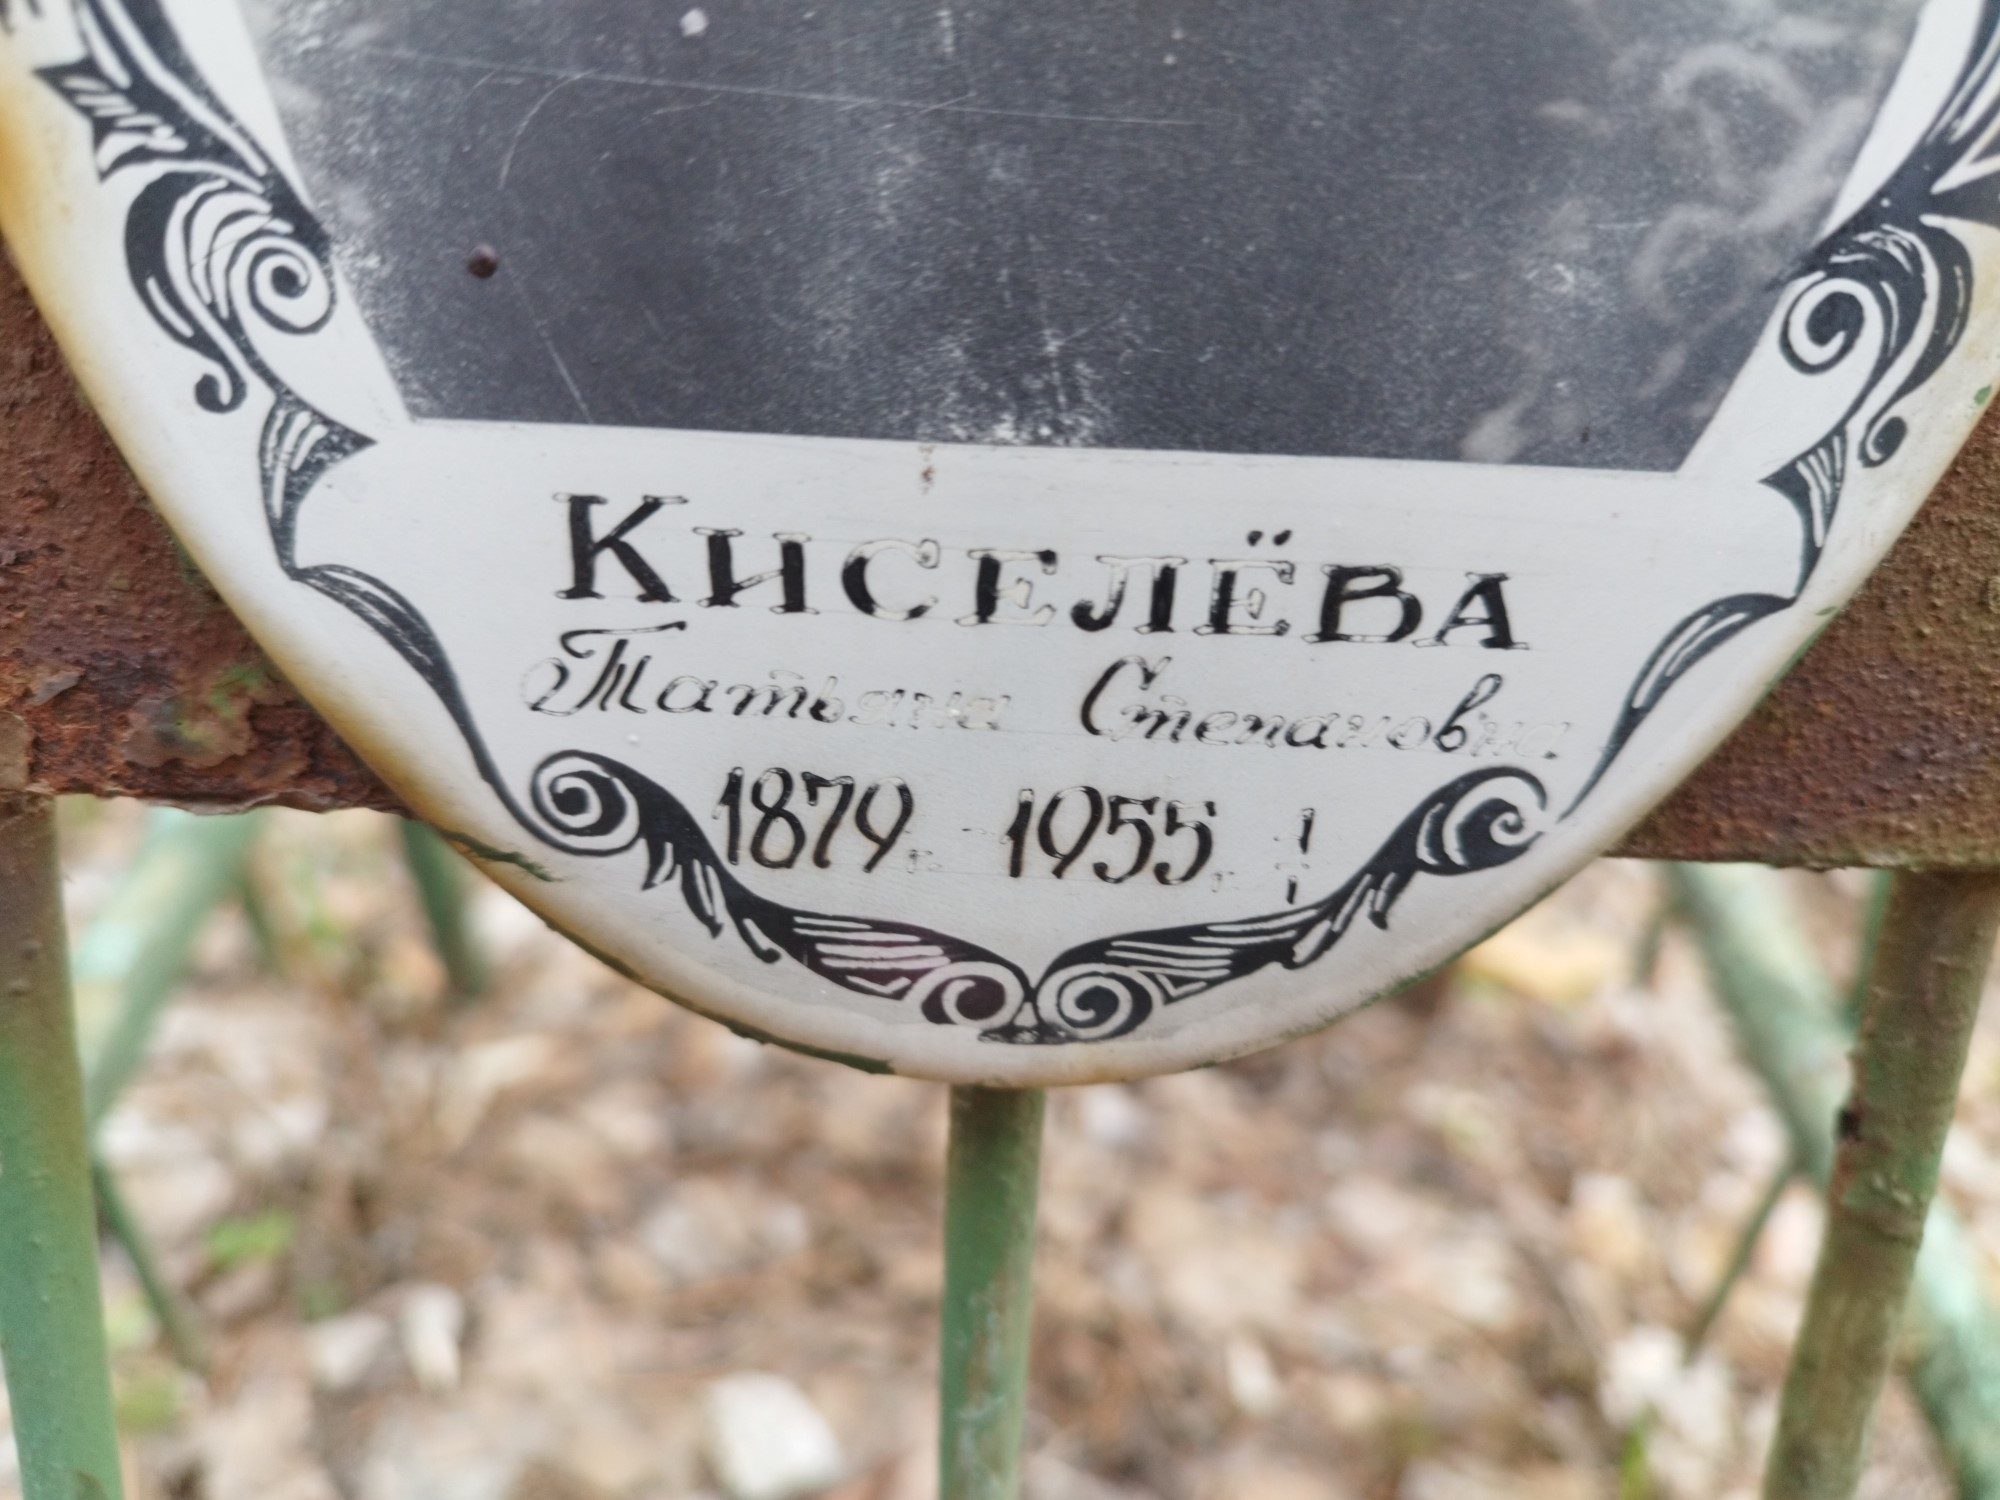 Киселёва
Татьяна Степановна
1879г. - 1955г.